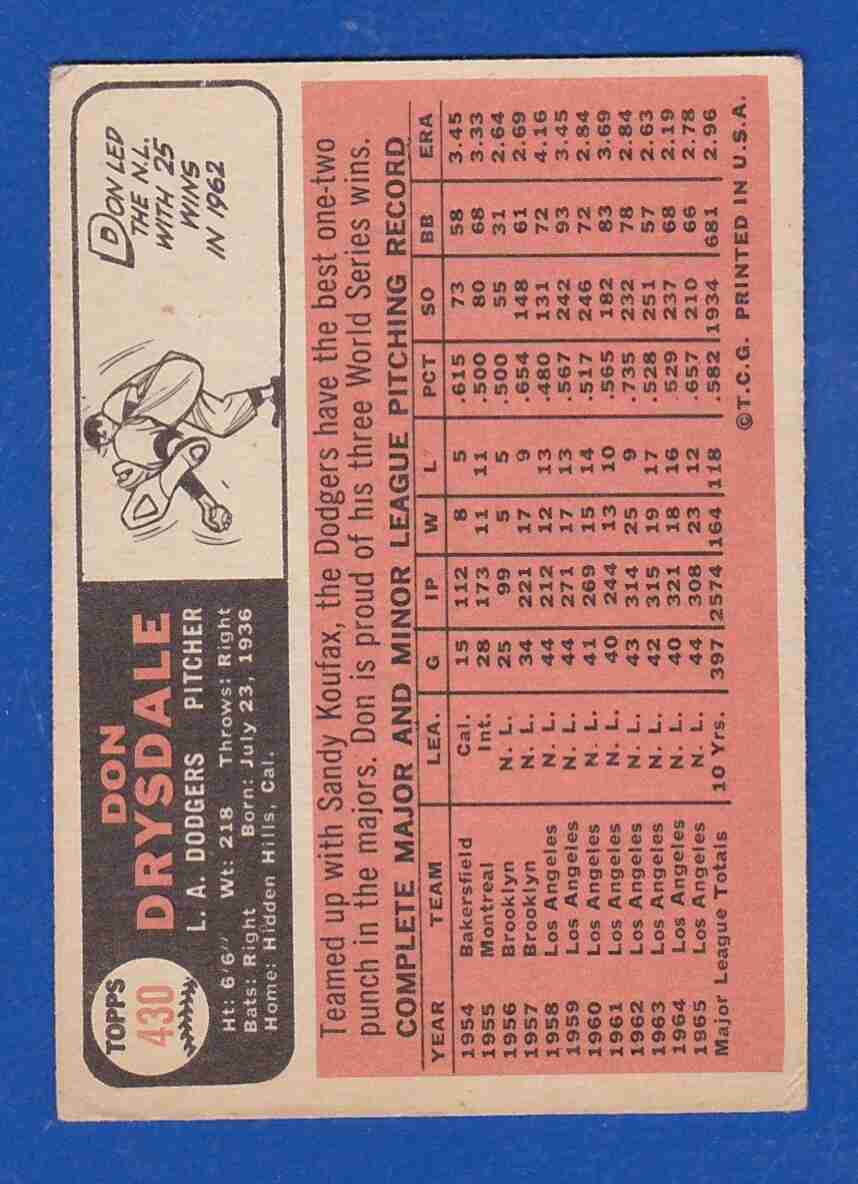 TOPPS
430
DON
DRYSDALE
L. A. DODGERS PITCHER
Ht: 6'6" Wt: 218 Throws: Right
Bats: Right Born: July 23, 1936
Home: Hidden Hills, Cal.
DON LED
THE N.L.
WITH 25
WINS
IN 1962
Teamed up with Sandy Koufax, the Dodgers have the best one-two
punch in the majors. Don is proud of his three World Series wins.
COMPLETE MAJOR AND MINOR LEAGUE PITCHING RECORD
YEAR TEAM LEA. G IP W L PCT SO BB ERA
1954 Bakersfield Cal. 15 112 8 5 .615 73 58 3.45
1955 Montreal Int. 28 173 11 11 .500 80 68 3.33
1956 Brooklyn N. L. 25 99 5 5 .500 55 31 2.64
1957 Brooklyn N. L. 34 221 17 9 .654 148 61 2.69
1958 Los Angeles N. L. 44 212 12 13 .480 131 72 4.16
1959 Los Angeles N. L. 44 271 17 13 .567 242 93 3.45
1960 Los Angeles N. L. 41 269 15 14 .517 246 72 2.84
1961 Los Angeles N. L. 40 244 13 10 .565 182 83 3.69
1962 Los Angeles N. L. 43 314 25 9 .735 232 78 2.84
1963 Los Angeles N. L. 42 315 19 17 .528 251 57 2.63
1964 Los Angeles N. L. 40 321 18 16 .529 237 68 2.19
1965 Los Angeles N. L. 44 308 23 12 .657 210 66 2.78
Major League Totals 10 Yrs. 397 2574 164 118 .582 1934 681 2.96
©T.C.G. PRINTED IN U.S.A.